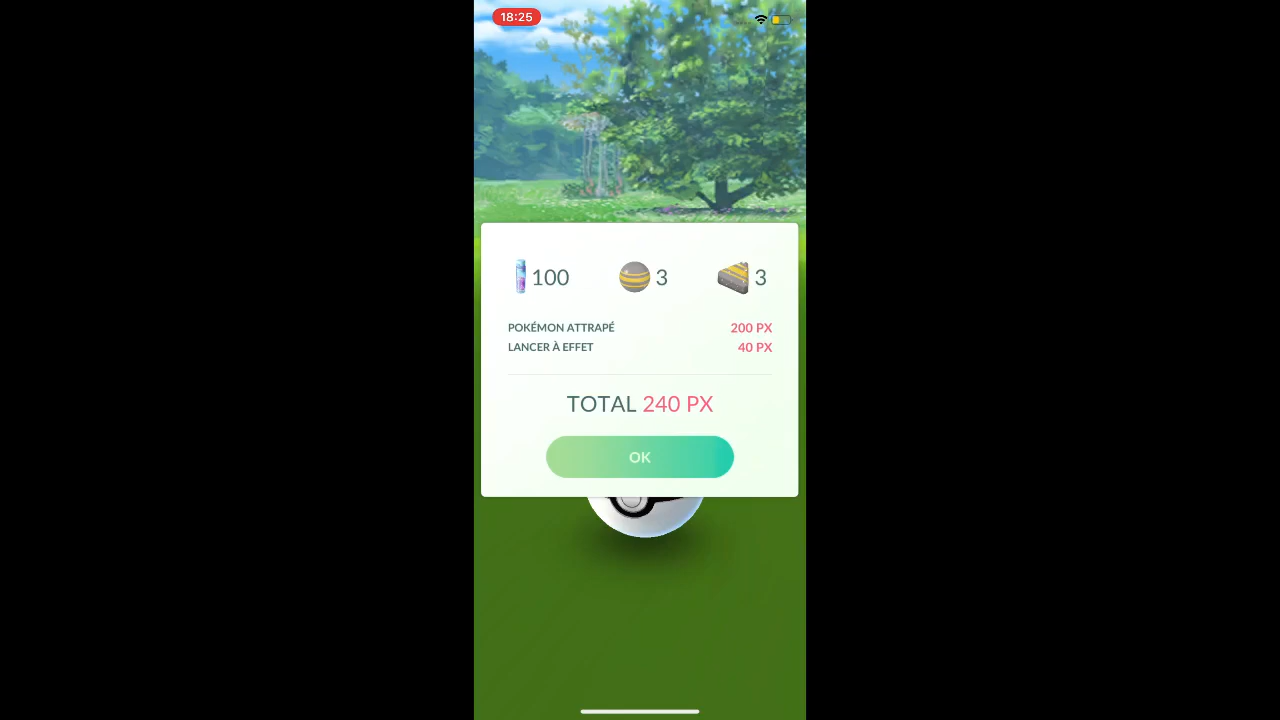 18:25
100 3 3
POKÉMON ATTRAPÉ 200 PX
LANCER À EFFET 40 PX
TOTAL 240 PX
OK